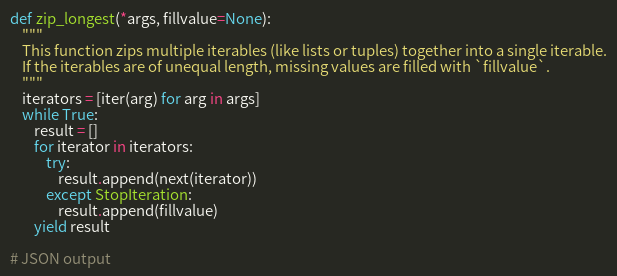 def zip_longest(*args, fillvalue=None):
    """
    This function zips multiple iterables (like lists or tuples) together into a single iterable.
    If the iterables are of unequal length, missing values are filled with `fillvalue`.
    """
    iterators = [iter(arg) for arg in args]
    while True:
        result = []
        for iterator in iterators:
            try:
                result.append(next(iterator))
            except StopIteration:
                result.append(fillvalue)
        yield result

# JSON output